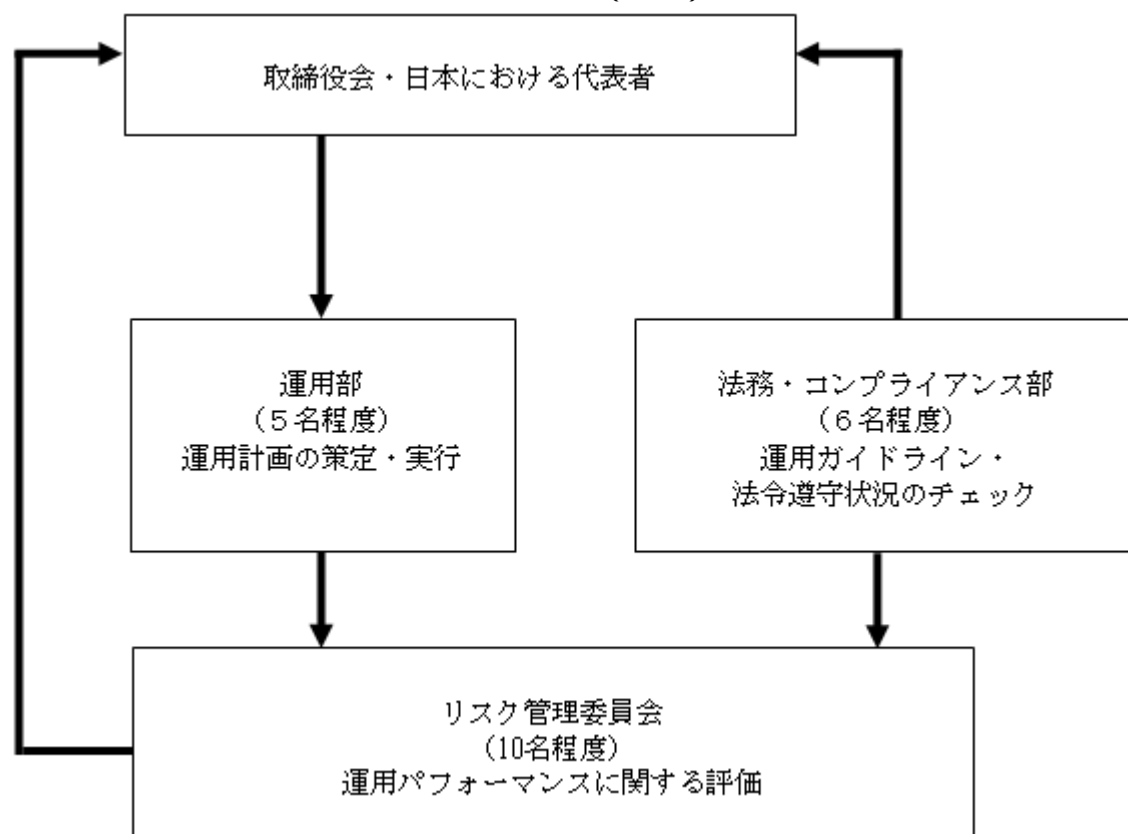 取締役会・日本における代表者
運用部
(５名程度)
運用計画の策定・実行
法務・コンプライアンス部
(６名程度)
運用ガイドライン・
法令遵守状況のチェック
リスク管理委員会
(10名程度)
運用パフォーマンスに関する評価